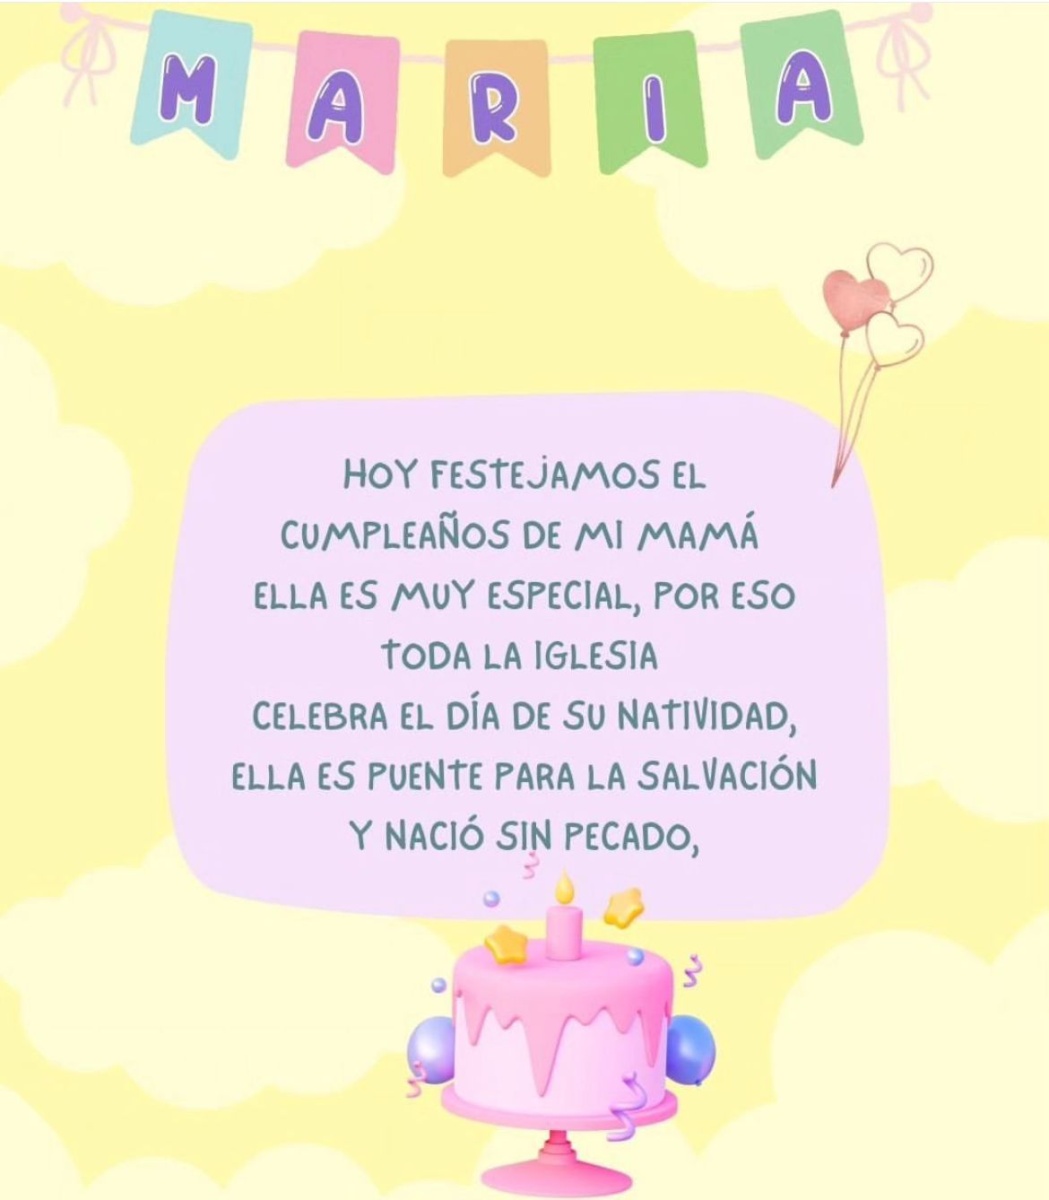 MARIA
HOY FESTEJAMOS EL
CUMPLEAÑOS DE MI MAMÁ
ELLA ES MUY ESPECIAL, POR ESO
TODA LA IGLESIA
CELEBRA EL DÍA DE SU NATIVIDAD,
ELLA ES PUENTE PARA LA SALVACIÓN
Y NACIÓ SIN PECADO,